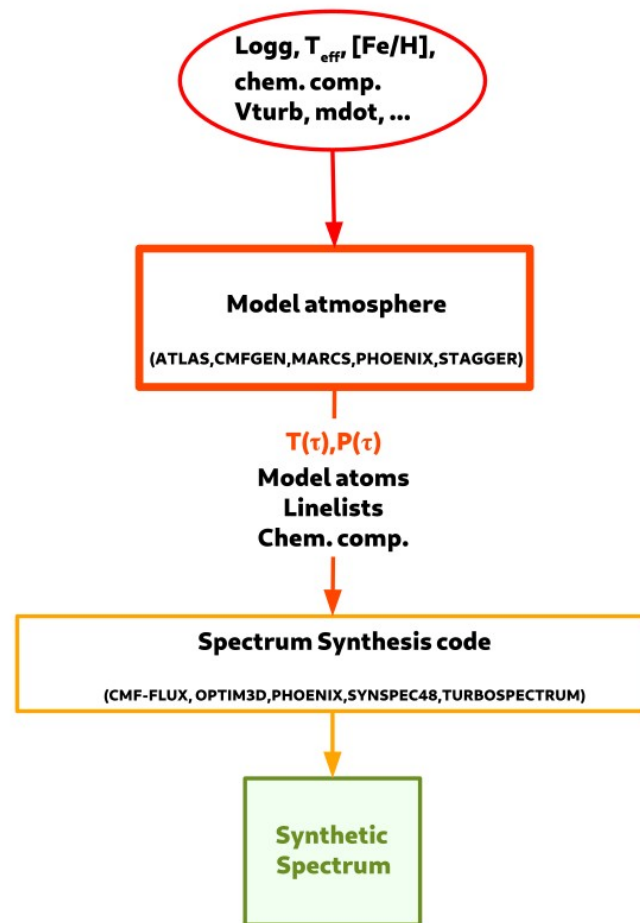 Logg, Teff, [Fe/H],
chem. comp.
Vturb, mdot, ...
Model atmosphere
(ATLAS,CMFGEN,MARCS,PHOENIX,STAGGER)
T(τ),P(τ)
Model atoms
Linelists
Chem. comp.
Spectrum Synthesis code
(CMF-FLUX, OPTIM3D,PHOENIX,SYNSPEC48,TURBOSPECTRUM)
Synthetic
Spectrum